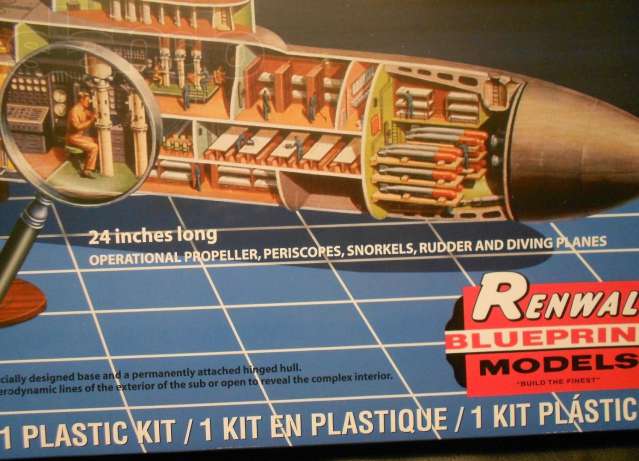 24 inches long
OPERATIONAL PROPELLER, PERISCOPES, SNORKELS, RUDDER AND DIVING PLANES
RENWAL
BLUEPRIN
MODELS
"BUILD THE FINEST"
cially designed base and a permanently attached hinged hull.
erodynamic lines of the exterior of the sub or open to reveal the complex interior.
1 PLASTIC KIT / 1 KIT EN PLASTIQUE / 1 KIT PLÁSTIC